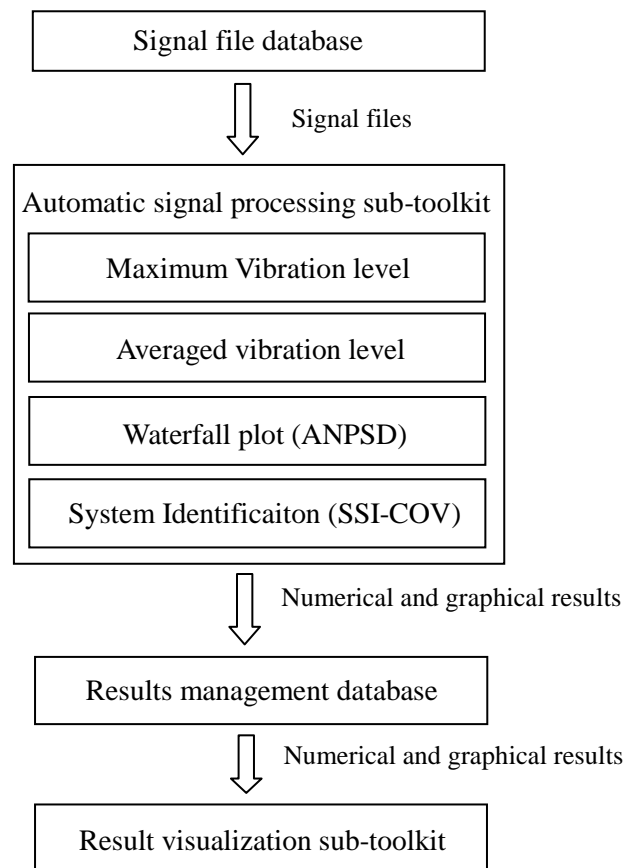 Signal file database
Signal files
Automatic signal processing sub-toolkit
Maximum Vibration level
Averaged vibration level
Waterfall plot (ANPSD)
System Identificaiton (SSI-COV)
Numerical and graphical results
Results management database
Numerical and graphical results
Result visualization sub-toolkit